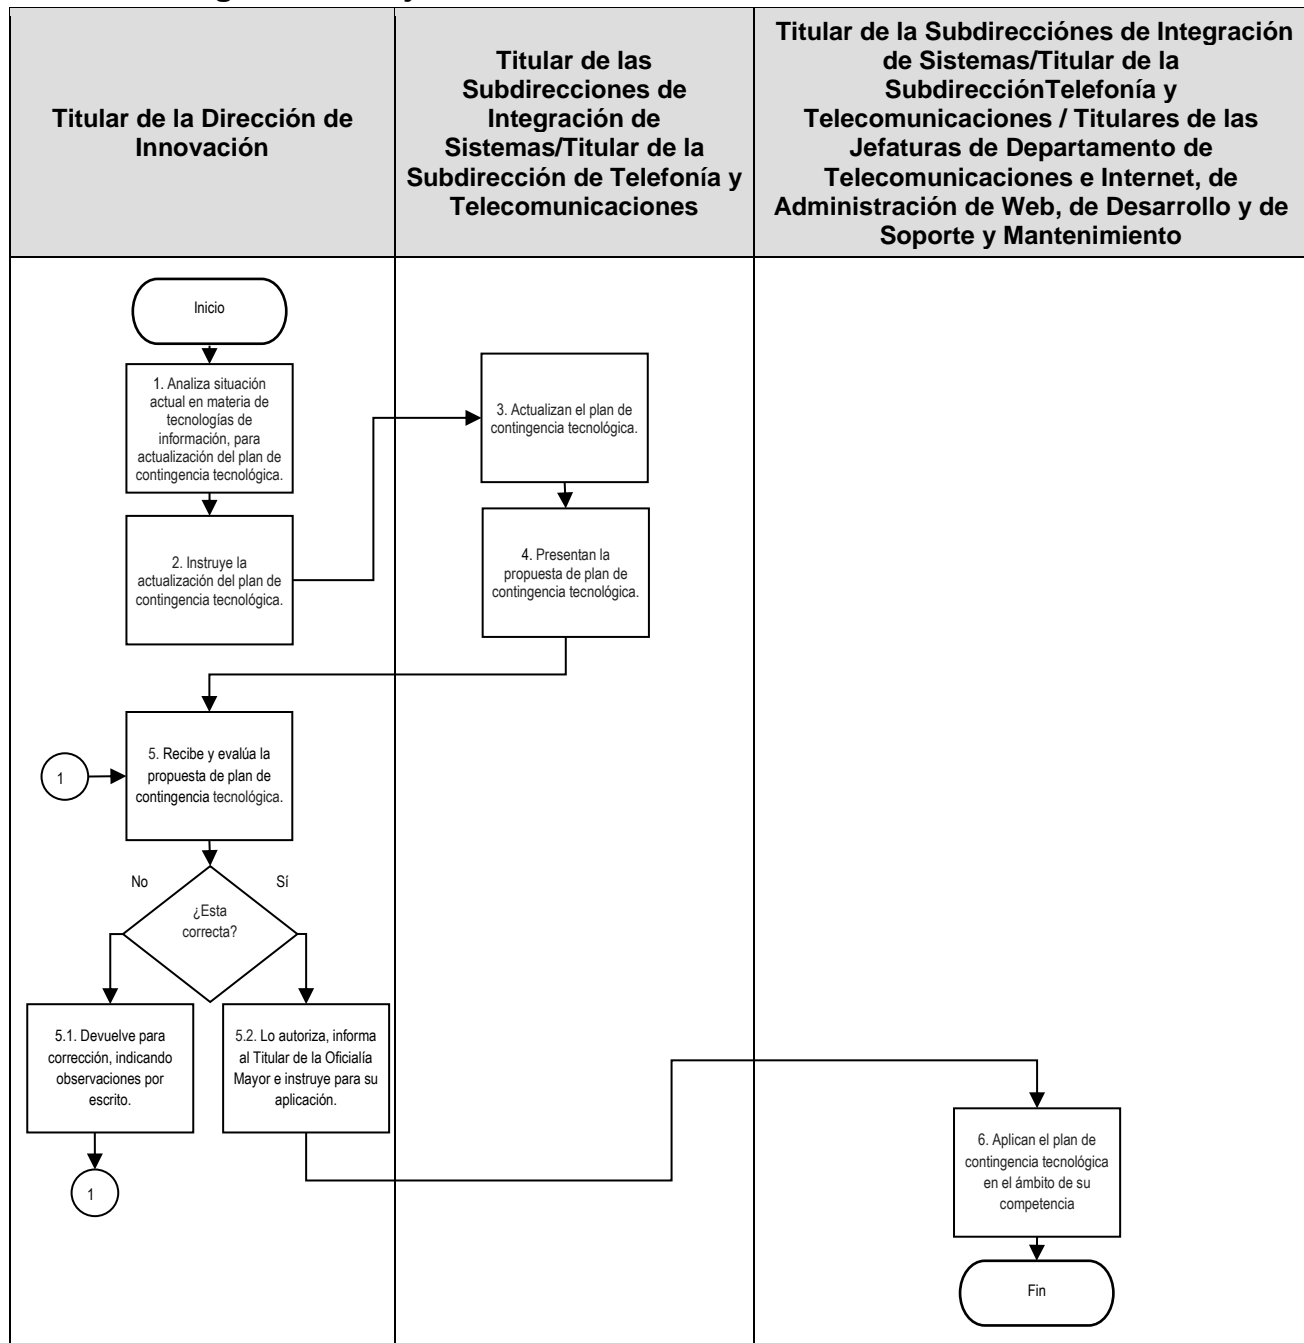 Titular de la Dirección de
Innovación
Titular de las
Subdirecciones de
Integración de
Sistemas/Titular de la
Subdirección de Telefonía y
Telecomunicaciones
Titular de la Subdirecciónes de Integración
de Sistemas/Titular de la
SubdirecciónTelefonía y
Telecomunicaciones / Titulares de las
Jefaturas de Departamento de
Telecomunicaciones e Internet, de
Administración de Web, de Desarrollo y de
Soporte y Mantenimiento
Inicio
1. Analiza situación
actual en materia de
tecnologías de
información, para
actualización del plan de
contingencia tecnológica.
2. Instruye la
actualización del plan de
contingencia tecnológica.
3. Actualizan el plan de
contingencia tecnológica.
4. Presentan la
propuesta de plan de
contingencia tecnológica.
5. Recibe y evalúa la
propuesta de plan de
contingencia tecnológica.
1
No
Sí
¿Esta
correcta?
5.1. Devuelve para
corrección, indicando
observaciones por
escrito.
5.2. Lo autoriza, informa
al Titular de la Oficialía
Mayor e instruye para su
aplicación.
1
6. Aplican el plan de
contingencia tecnológica
en el ámbito de su
competencia
Fin